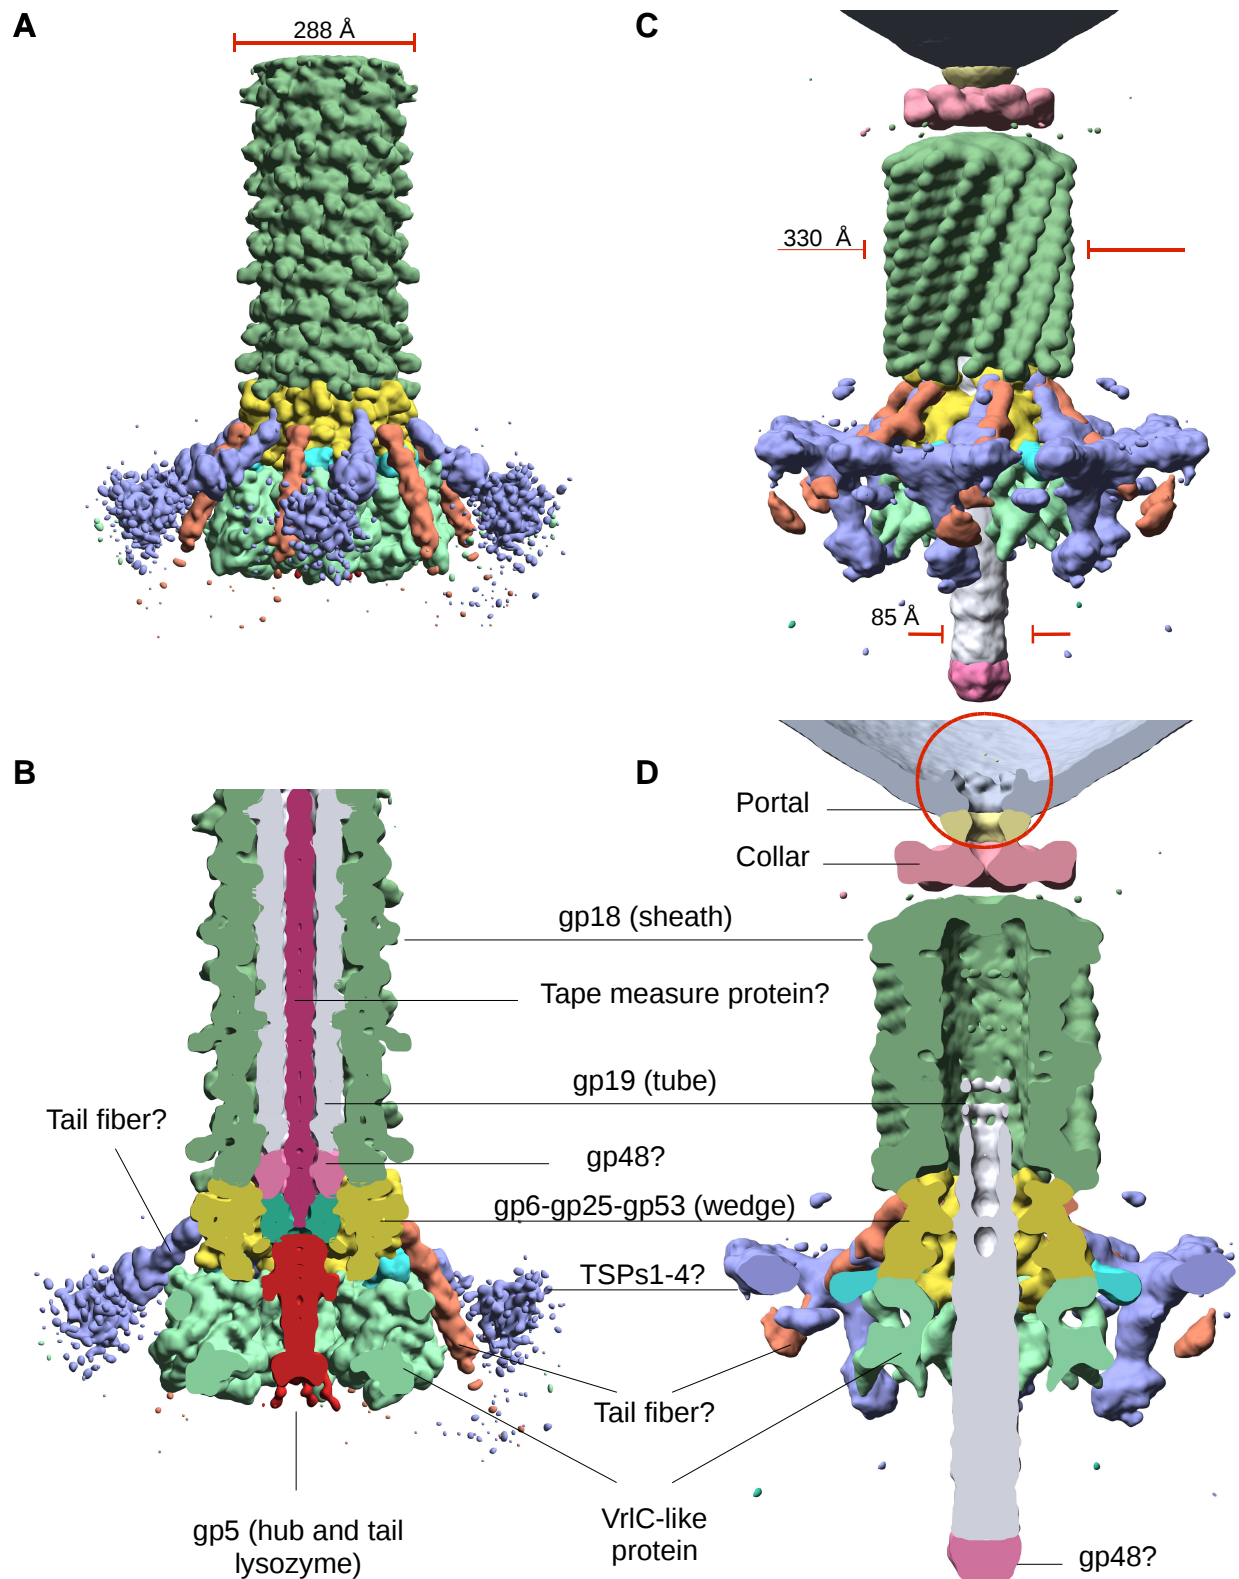 A
288 Å
C
330 Å
85 Å
B
D
Portal
Collar
gp18 (sheath)
Tape measure protein?
gp19 (tube)
Tail fiber?
gp48?
gp6-gp25-gp53 (wedge)
TSPs1-4?
Tail fiber?
VrlC-like
protein
gp5 (hub and tail
lysozyme)
gp48?